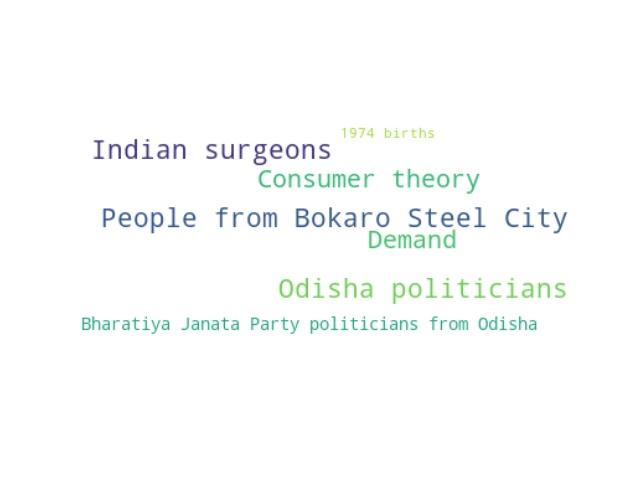 1974 births
Indian surgeons
Consumer theory
People from Bokaro Steel City
Demand
Odisha politicians
Bharatiya Janata Party politicians from Odisha